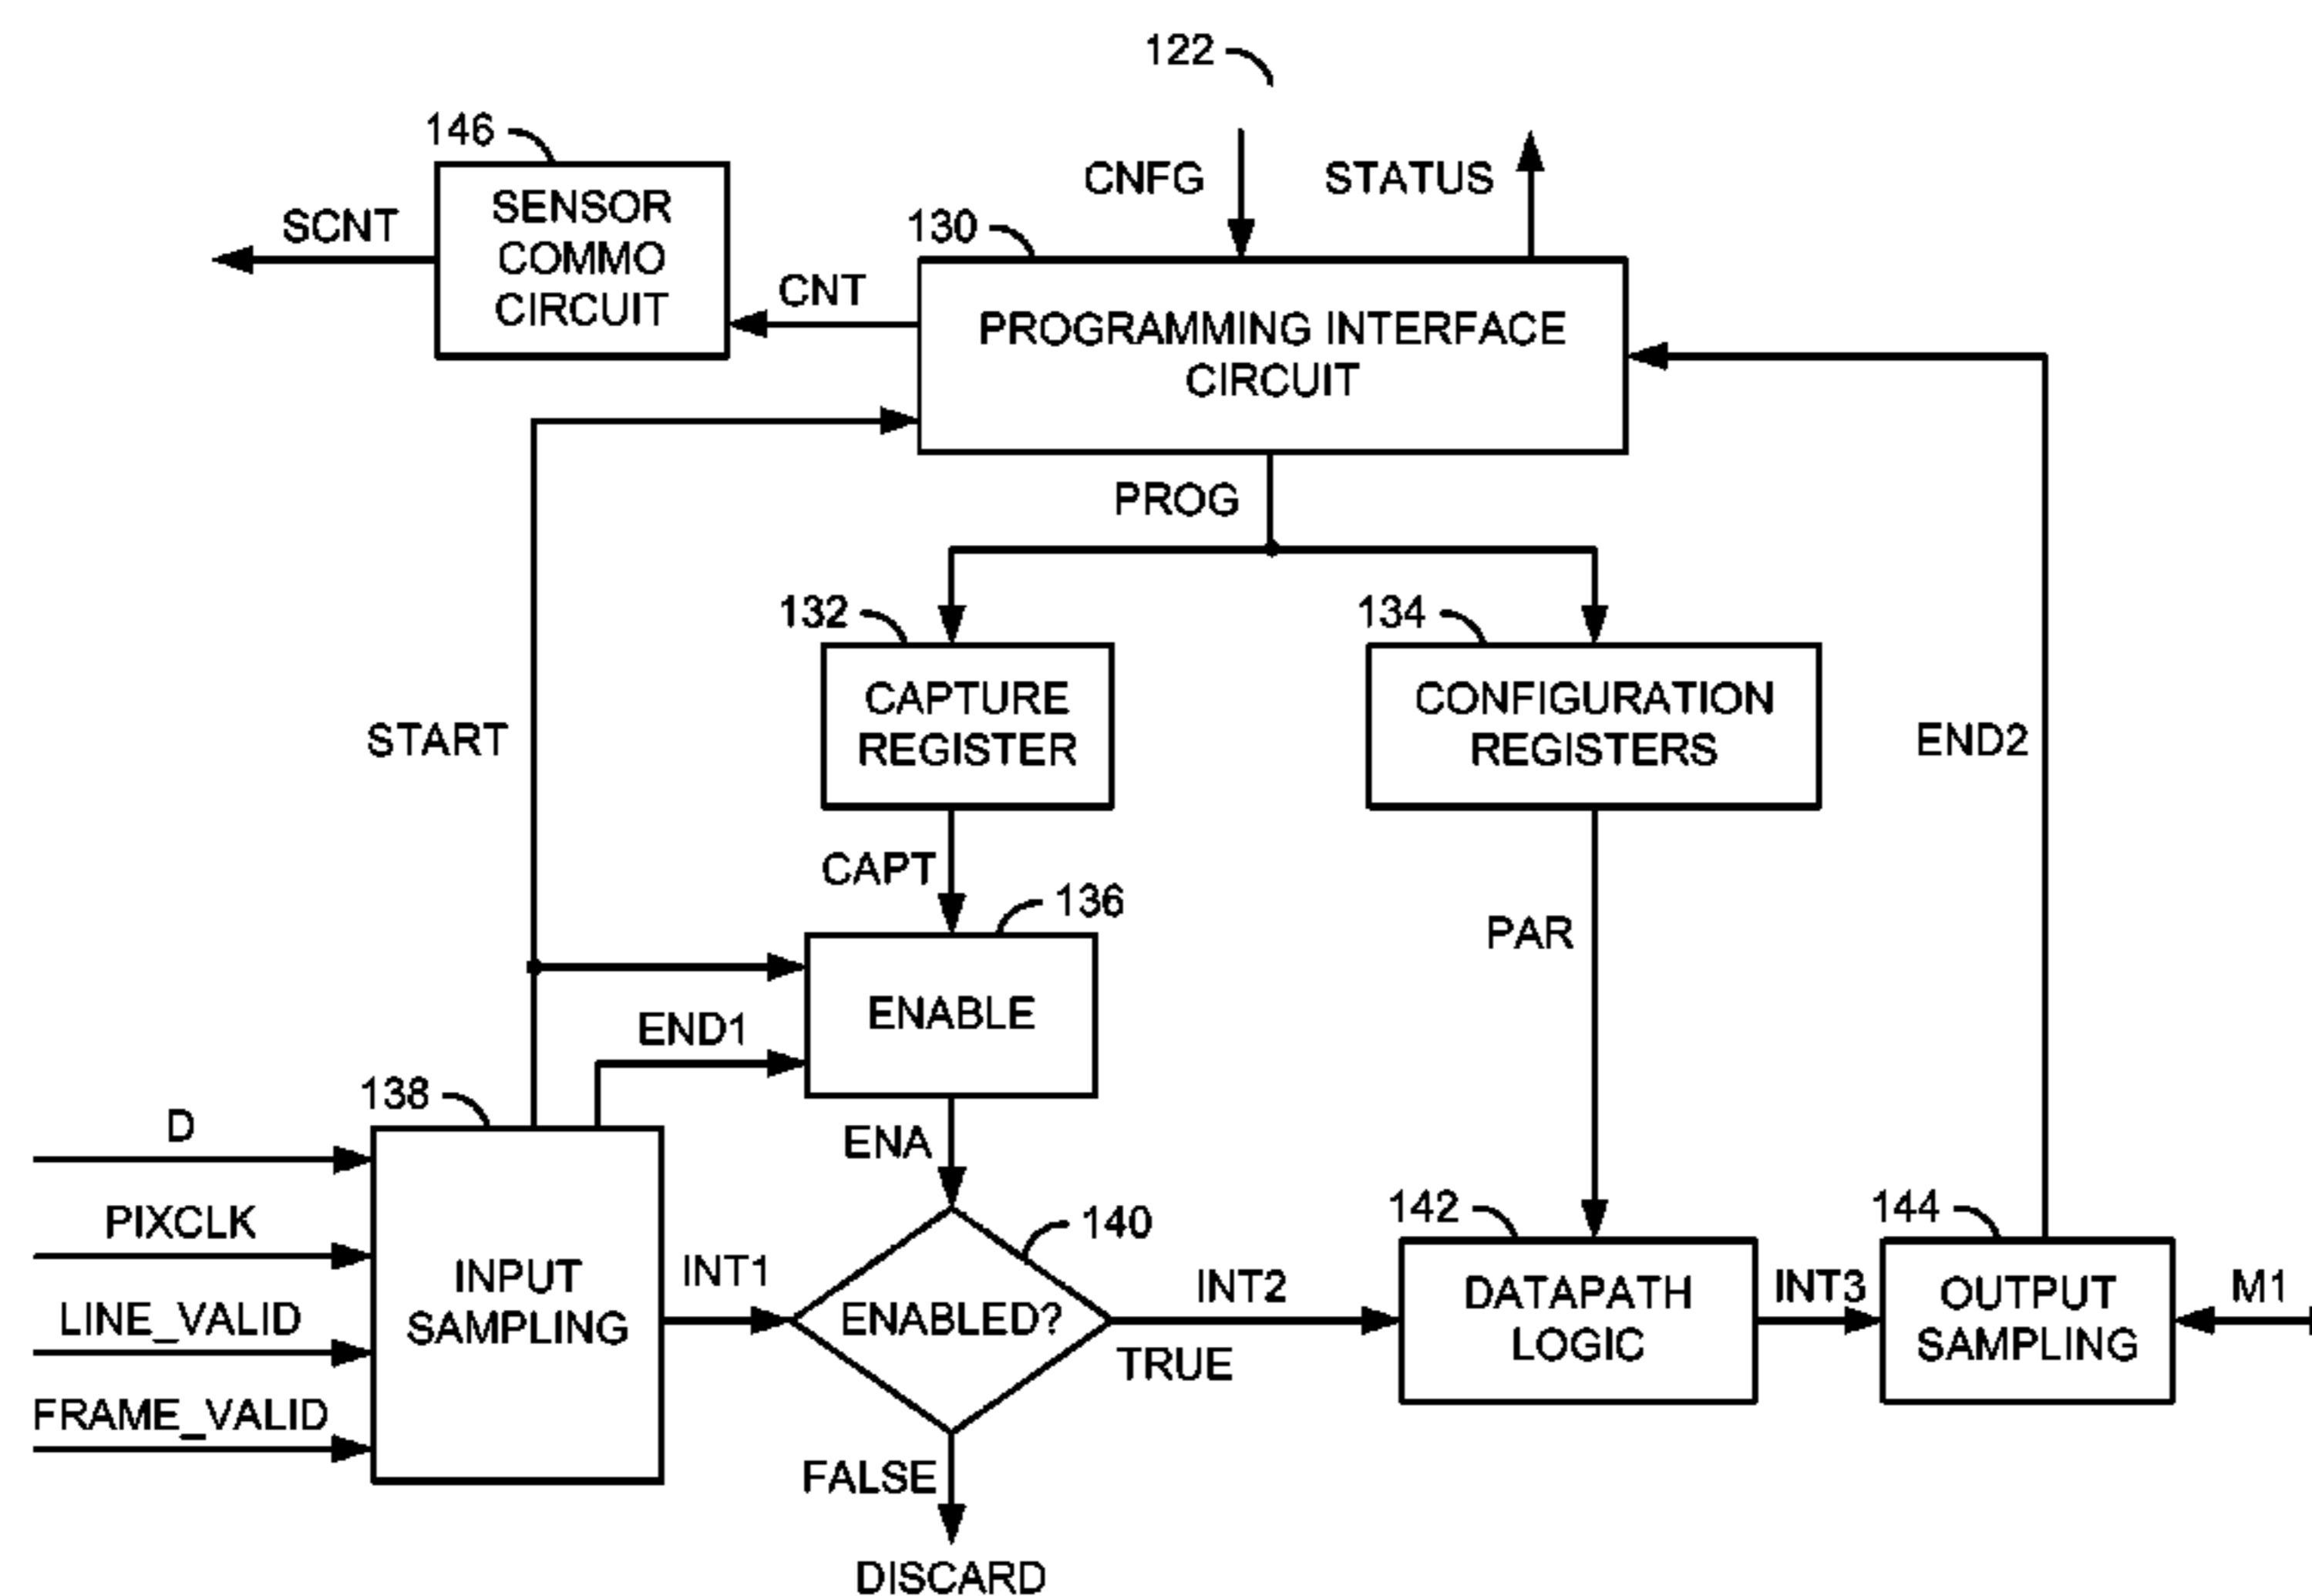 122
146
SENSOR
COMMO
CIRCUIT
SCNT
CNFG
STATUS
130
CNT
PROGRAMMING INTERFACE
CIRCUIT
PROG
132
134
CAPTURE
REGISTER
CONFIGURATION
REGISTERS
START
END2
CAPT
136
PAR
ENABLE
END1
138
D
ENA
PIXCLK
140
142
144
INPUT
SAMPLING
INT1
ENABLED?
INT2
TRUE
DATAPATH
LOGIC
INT3
OUTPUT
SAMPLING
M1
LINE_VALID
FRAME_VALID
FALSE
DISCARD